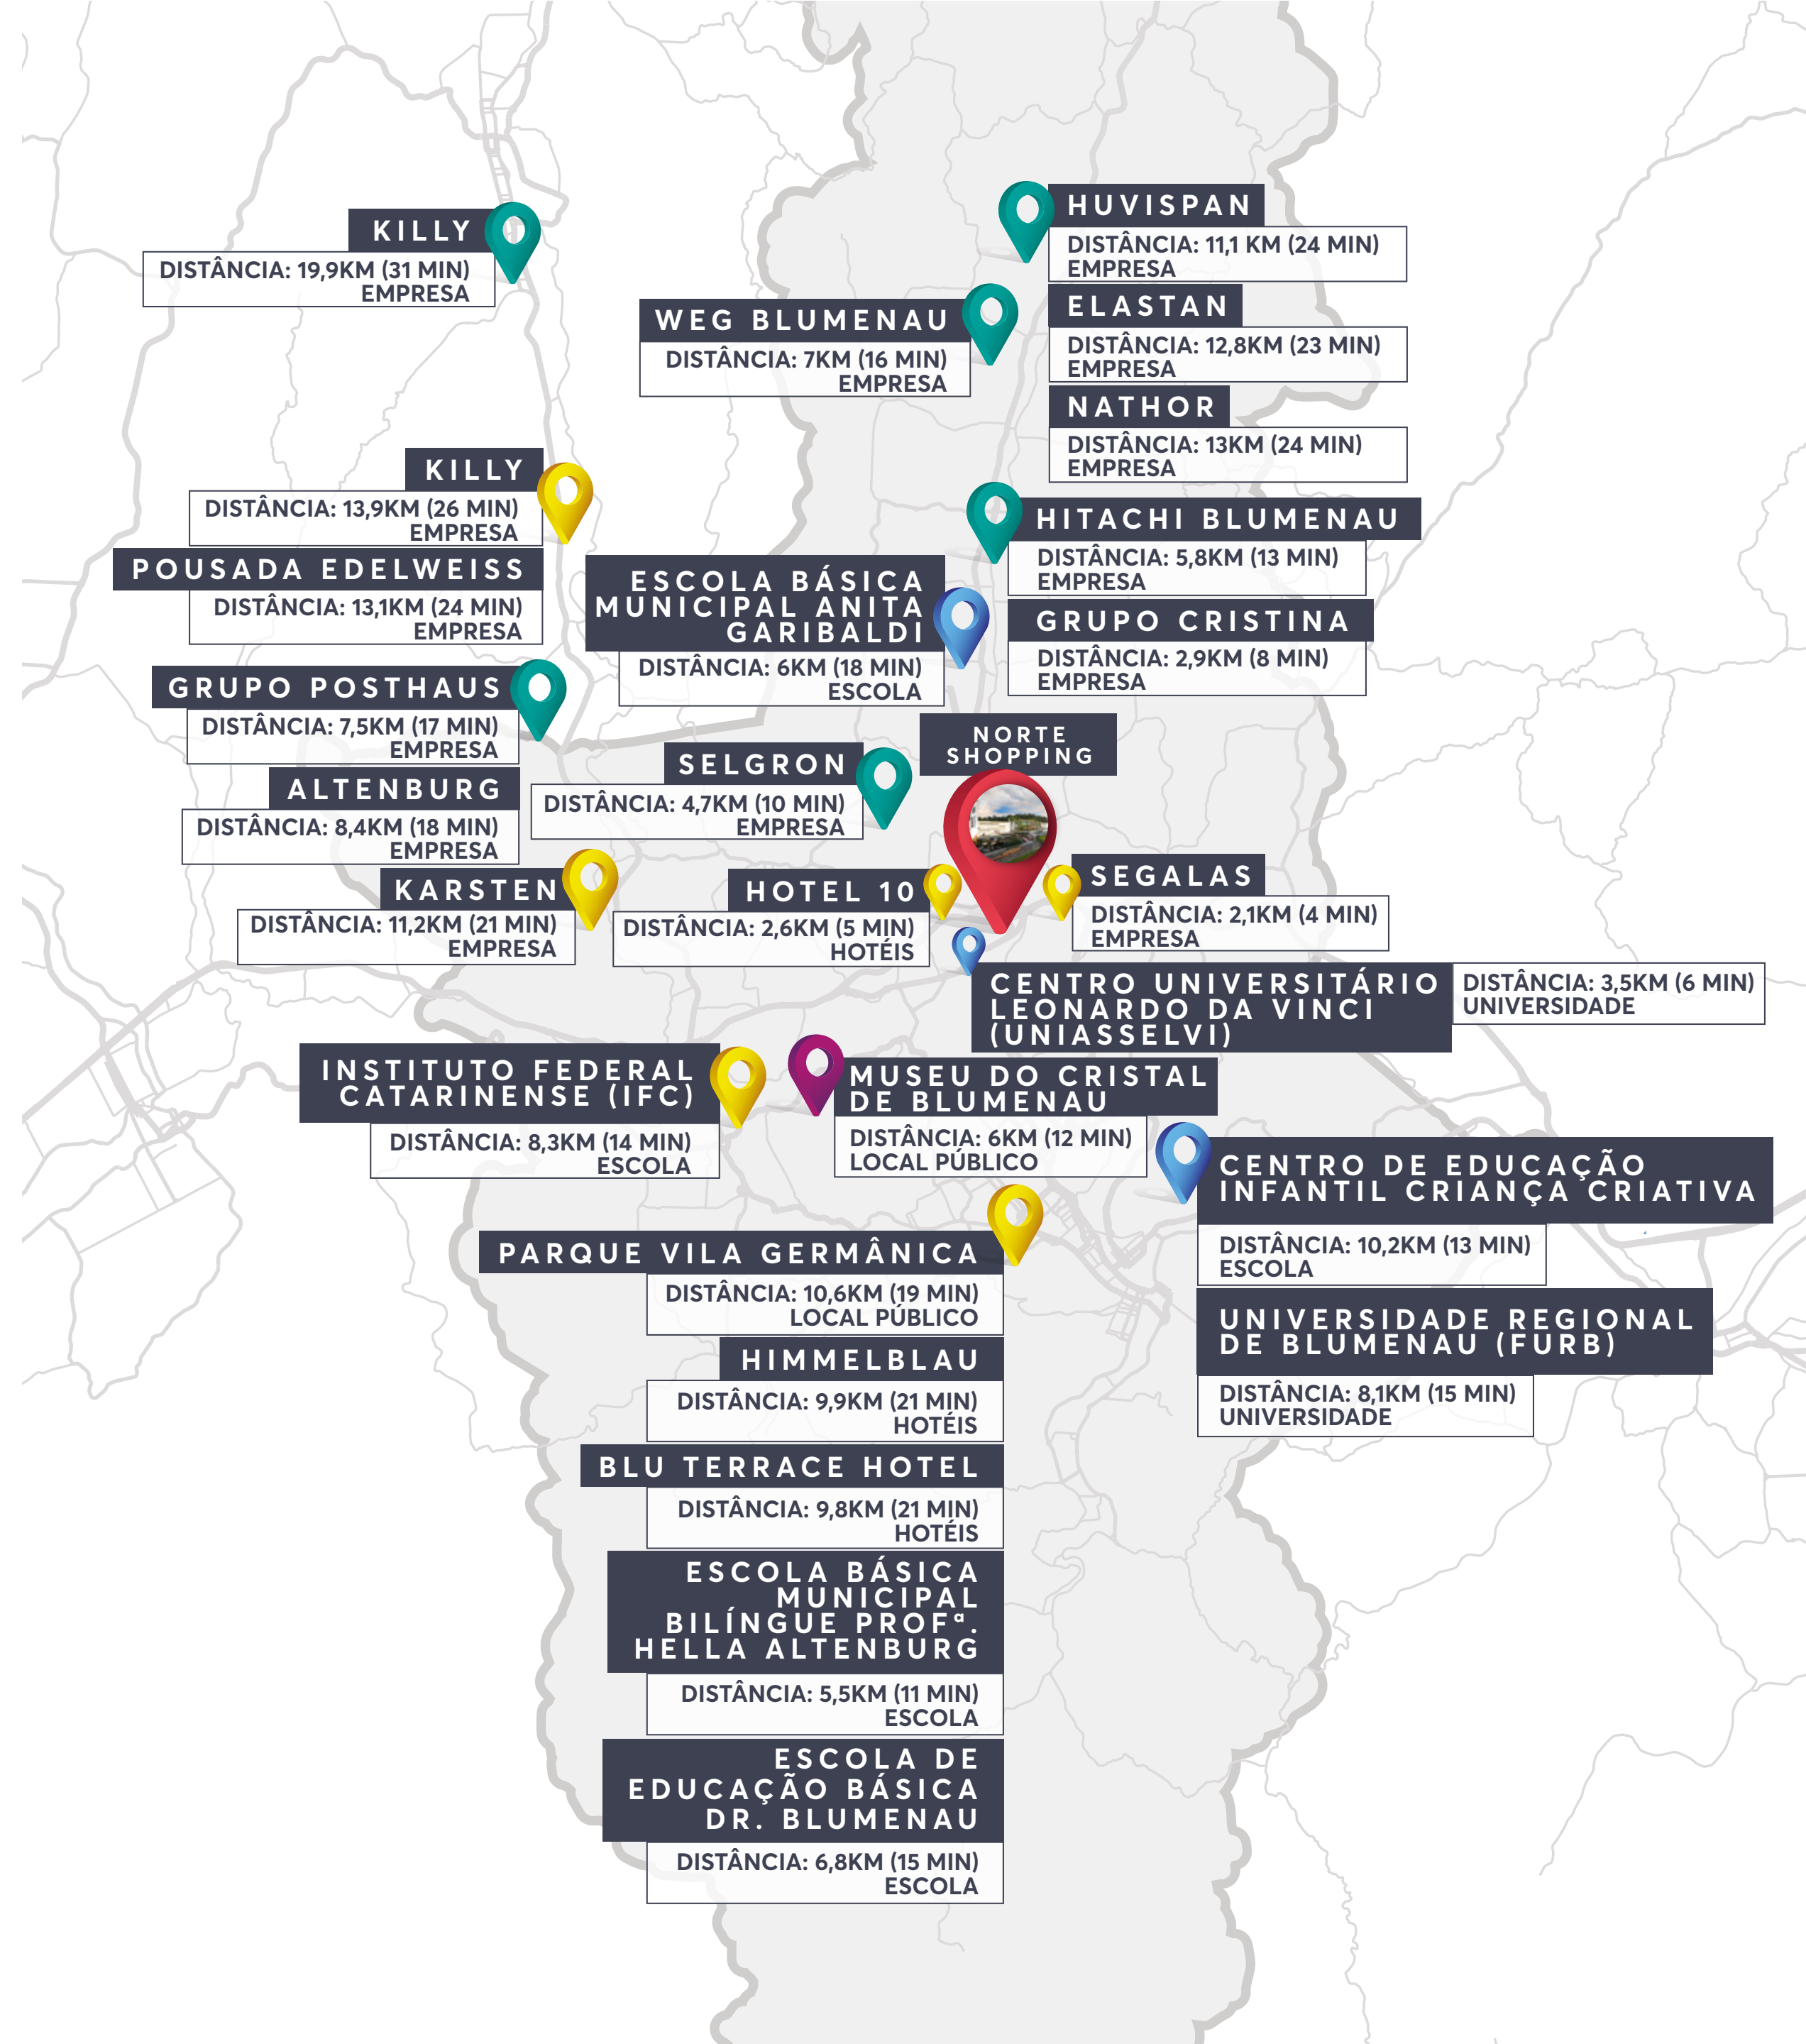 KILLY
DISTÂNCIA: 19,9KM (31 MIN)
EMPRESA
HUVISPAN
DISTÂNCIA: 11,1 KM (24 MIN)
EMPRESA
WEG BLUMENAU
DISTÂNCIA: 7KM (16 MIN)
EMPRESA
ELASTAN
DISTÂNCIA: 12,8KM (23 MIN)
EMPRESA
NATHOR
DISTÂNCIA: 13KM (24 MIN)
EMPRESA
KILLY
DISTÂNCIA: 13,9KM (26 MIN)
EMPRESA
POUSADA EDELWEISS
DISTÂNCIA: 13,1KM (24 MIN)
EMPRESA
HITACHI BLUMENAU
DISTÂNCIA: 5,8KM (13 MIN)
EMPRESA
ESCOLA BÁSICA
MUNICIPAL ANITA
GARIBALDI
DISTÂNCIA: 6KM (18 MIN)
ESCOLA
GRUPO CRISTINA
DISTÂNCIA: 2,9KM (8 MIN)
EMPRESA
GRUPO POSTHAUS
DISTÂNCIA: 7,5KM (17 MIN)
EMPRESA
NORTE
SHOPPING
SELGRON
DISTÂNCIA: 4,7KM (10 MIN)
EMPRESA
ALTENBURG
DISTÂNCIA: 8,4KM (18 MIN)
EMPRESA
KARSTEN
DISTÂNCIA: 11,2KM (21 MIN)
EMPRESA
HOTEL 10
DISTÂNCIA: 2,6KM (5 MIN)
HOTÉIS
SEGALAS
DISTÂNCIA: 2,1KM (4 MIN)
EMPRESA
CENTRO UNIVERSITÁRIO
LEONARDO DA VINCI
(UNIASSELVI)
DISTÂNCIA: 3,5KM (6 MIN)
UNIVERSIDADE
INSTITUTO FEDERAL
CATARINENSE (IFC)
DISTÂNCIA: 8,3KM (14 MIN)
ESCOLA
MUSEU DO CRISTAL
DE BLUMENAU
DISTÂNCIA: 6KM (12 MIN)
LOCAL PÚBLICO
CENTRO DE EDUCAÇÃO
INFANTIL CRIANÇA CRIATIVA
DISTÂNCIA: 10,2KM (13 MIN)
ESCOLA
PARQUE VILA GERMÂNICA
DISTÂNCIA: 10,6KM (19 MIN)
LOCAL PÚBLICO
UNIVERSIDADE REGIONAL
DE BLUMENAU (FURB)
DISTÂNCIA: 8,1KM (15 MIN)
UNIVERSIDADE
HIMMELBLAU
DISTÂNCIA: 9,9KM (21 MIN)
HOTÉIS
BLU TERRACE HOTEL
DISTÂNCIA: 9,8KM (21 MIN)
HOTÉIS
ESCOLA BÁSICA
MUNICIPAL
BILÍNGUE PROFª.
HELLA ALTENBURG
DISTÂNCIA: 5,5KM (11 MIN)
ESCOLA
ESCOLA DE
EDUCAÇÃO BÁSICA
DR. BLUMENAU
DISTÂNCIA: 6,8KM (15 MIN)
ESCOLA